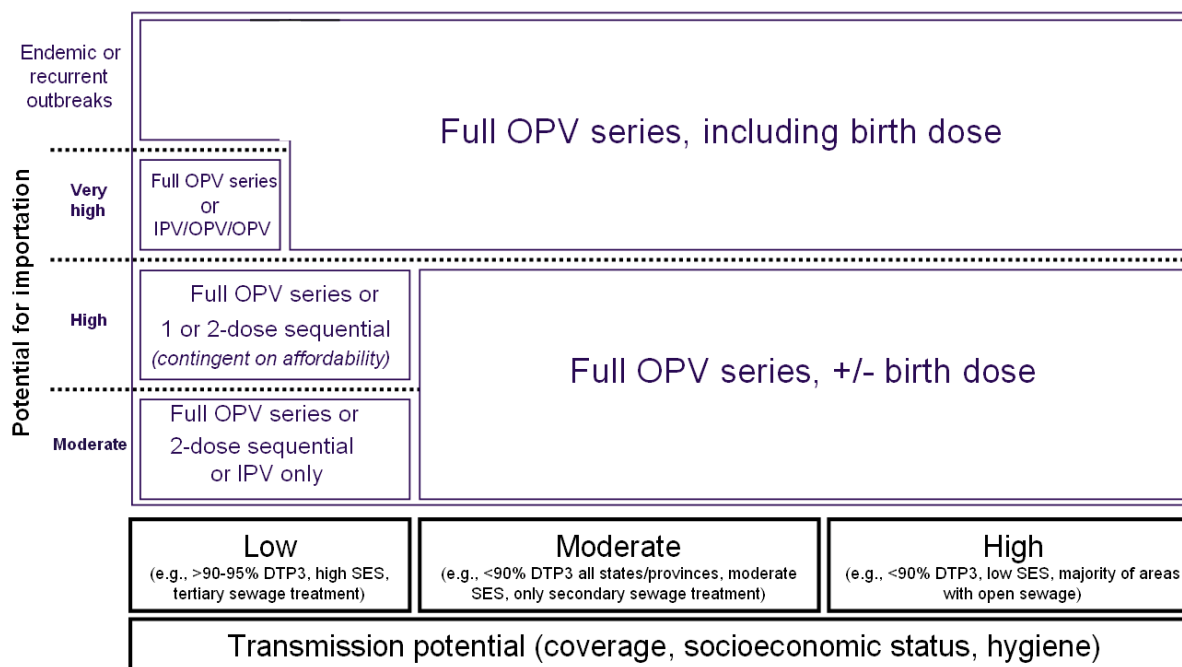 Endemic or
recurrent
outbreaks
Full OPV series, including birth dose
Very
high
Full OPV series
or
IPV/OPV/OPV
Potential for importation
High
Full OPV series or
1 or 2-dose sequential
(contingent on affordability)
Full OPV series, +/- birth dose
Moderate
Full OPV series or
2-dose sequential
or IPV only
Low
(e.g., >90-95% DTP3, high SES,
tertiary sewage treatment)
Moderate
(e.g., <90% DTP3 all states/provinces, moderate
SES, only secondary sewage treatment)
High
(e.g., <90% DTP3, low SES, majority of areas
with open sewage)
Transmission potential (coverage, socioeconomic status, hygiene)